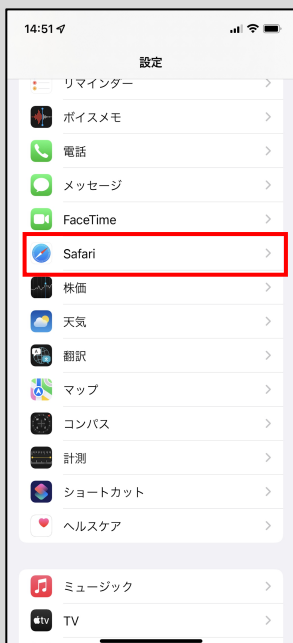 14:51
設定
リマインダー
ボイスメモ
電話
メッセージ
FaceTime
Safari
株価
天気
翻訳
マップ
コンパス
計測
ショートカット
ヘルスケア
ミュージック
tv TV